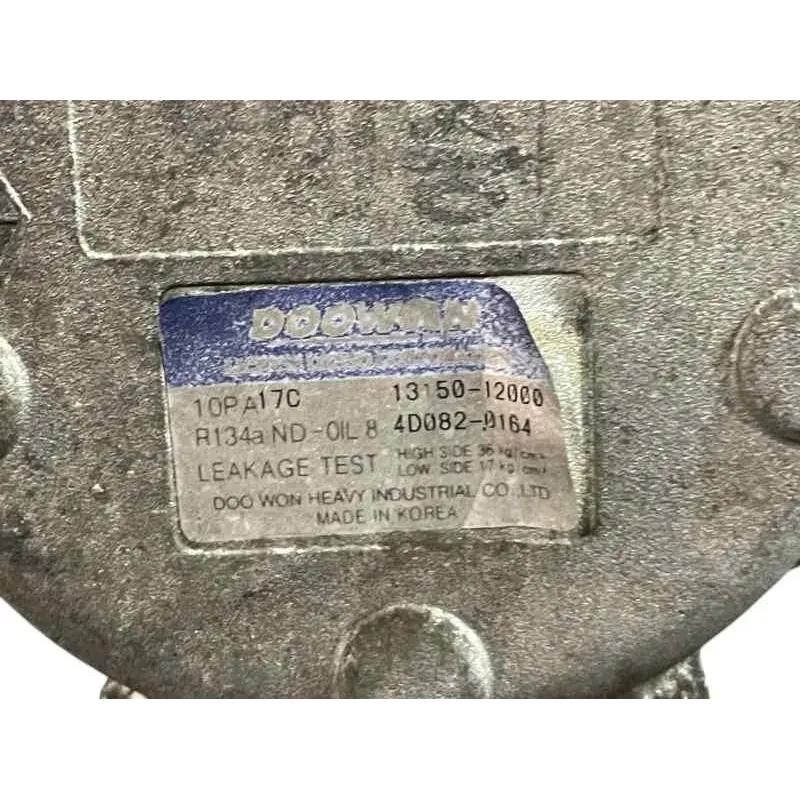 DOOWON
10PA17C 13150-12000
R134a ND-OIL 8 4D082-0164
LEAKAGE TEST HIGH SIDE 36 kg/cm²
LOW SIDE 17 kg/cm²
DOO WON HEAVY INDUSTRIAL CO.,LTD
MADE IN KOREA